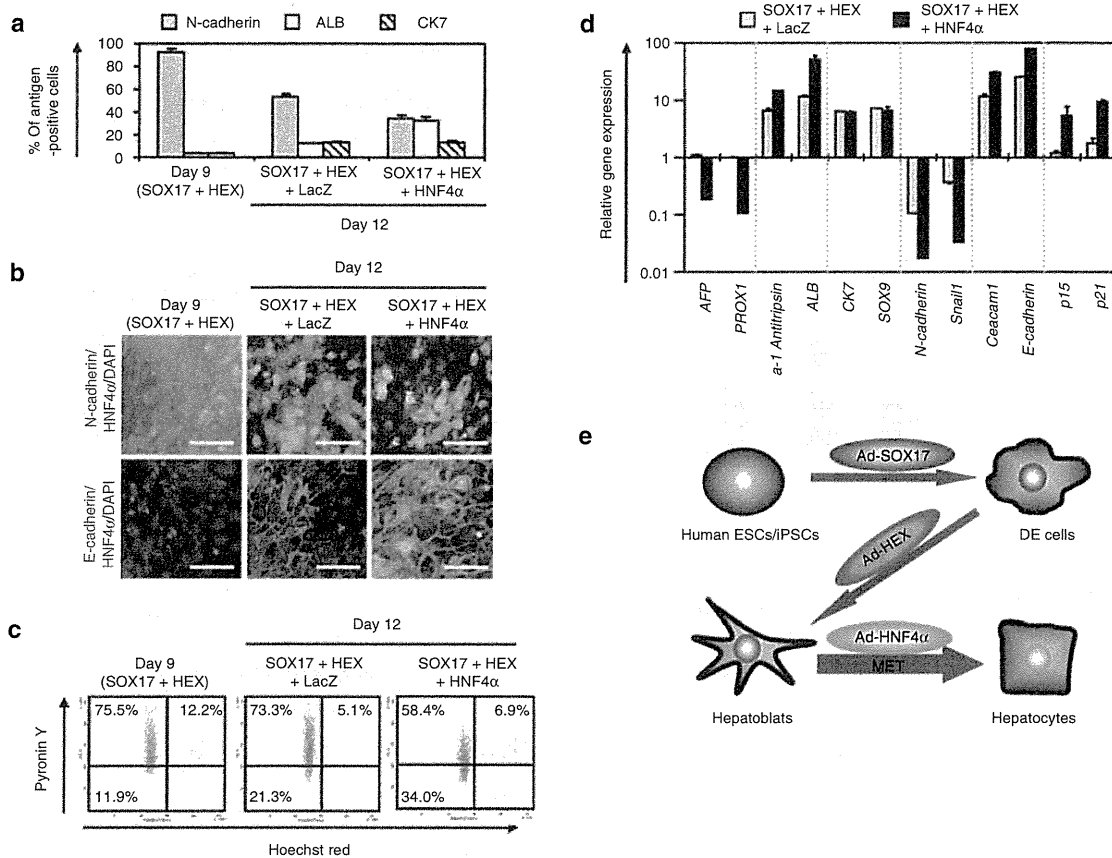 a
N-cadherin
ALB
CK7
% Of antigen
-positive cells
100
80
60
40
20
0
Day 9
(SOX17 + HEX)
SOX17 + HEX
+ LacZ
SOX17 + HEX
+ HNF4α
Day 12
b
Day 12
Day 9
(SOX17 + HEX)
SOX17 + HEX
+ LacZ
SOX17 + HEX
+ HNF4α
N-cadherin/
HNF4α/DAPI
E-cadherin/
HNF4α/DAPI
c
Day 12
Day 9
(SOX17 + HEX)
SOX17 + HEX
+ LacZ
SOX17 + HEX
+ HNF4α
Pyronin Y
75.5% 12.2%
11.9%
73.3% 5.1%
21.3%
58.4% 6.9%
34.0%
Hoechst red
d
SOX17 + HEX
+ LacZ
SOX17 + HEX
+ HNF4α
Relative gene expression
100
10
1
0.1
0.01
AFP
PROX1
a-1 Antitripsin
ALB
CK7
SOX9
N-cadherin
Snail1
Ceacam1
E-cadherin
p15
p21
e
Ad-SOX17
Human ESCs/iPSCs
DE cells
Ad-HEX
Ad-HNF4α
MET
Hepatoblats
Hepatocytes